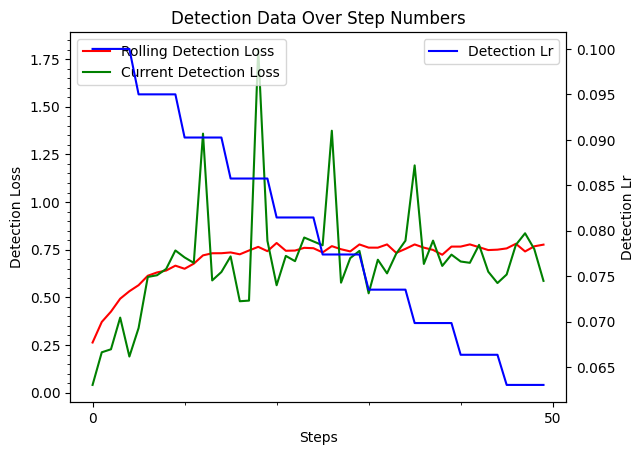 Detection Data Over Step Numbers
Rolling Detection Loss
Current Detection Loss
Detection Lr
1.75
1.50
1.25
1.00
0.75
0.50
0.25
0.00
Detection Loss
0.100
0.095
0.090
0.085
0.080
0.075
0.070
0.065
Detection Lr
0
50
Steps